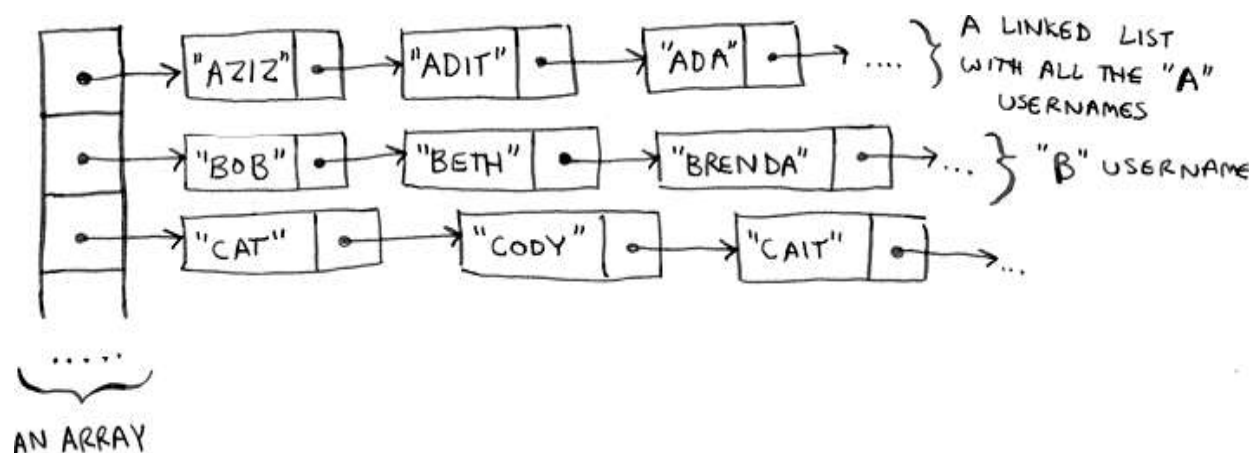 "AZIZ" "ADIT" "ADA" .... A LINKED LIST
WITH ALL THE "A"
USERNAMES
"BOB" "BETH" "BRENDA" ... "B" USERNAME
"CAT" "CODY" "CAIT" ...
.....
AN ARRAY